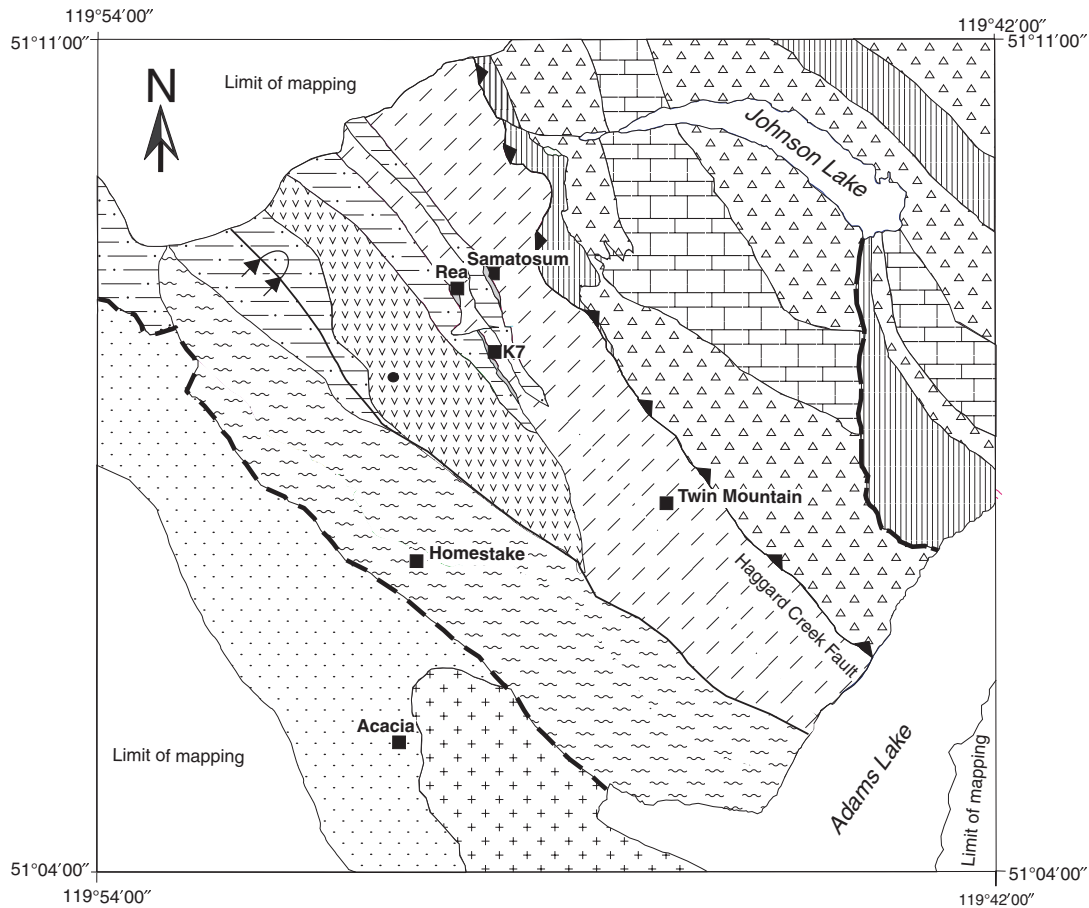 119°54′00″
119°42′00″
51°11′00″
51°11′00″
Limit of mapping
N
Johnson Lake
Samatosum
Rea
K7
Twin Mountain
Homestake
Haggard Creek Fault
Acacia
Limit of mapping
Adams Lake
Limit of mapping
51°04′00″
51°04′00″
119°54′00″
119°42′00″